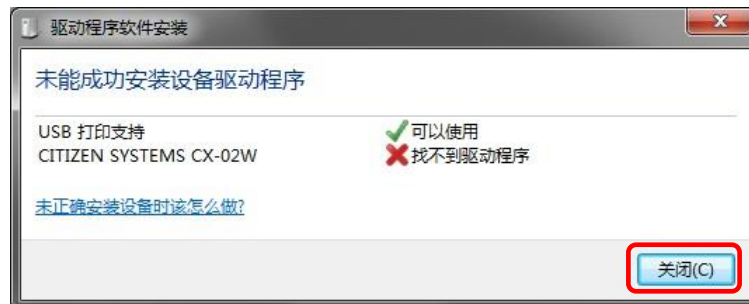 驱动程序软件安装
未能成功安装设备驱动程序
USB 打印支持 可以使用
CITIZEN SYSTEMS CX-02W 找不到驱动程序
未正确安装设备时该怎么做?
关闭(C)